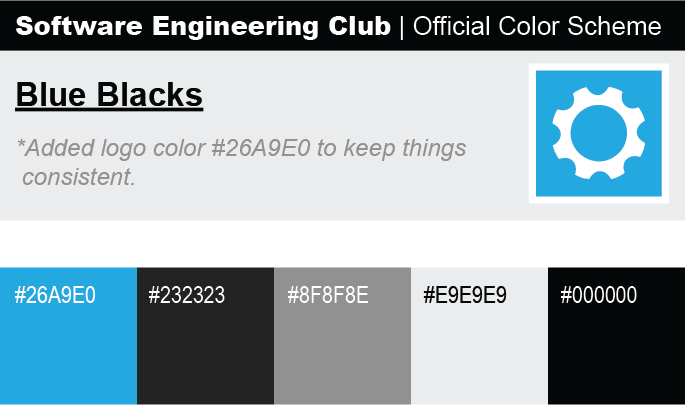 Software Engineering Club | Official Color Scheme
Blue Blacks
*Added logo color #26A9E0 to keep things
consistent.
#26A9E0 #232323 #8F8F8E #E9E9E9 #000000